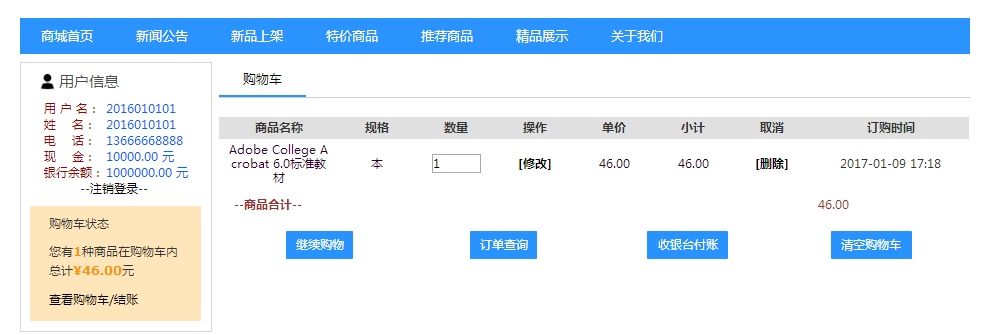 商城首页 新闻公告 新品上架 特价商品 推荐商品 精品展示 关于我们
用户信息
用 户 名： 2016010101
姓 名： 2016010101
电 话： 13666668888
现 金： 10000.00 元
银行余额：1000000.00 元
--注销登录--
购物车状态
您有1种商品在购物车内
总计¥46.00元
查看购物车/结账
购物车
商品名称 规格 数量 操作 单价 小计 取消 订购时间
Adobe College A
crobat 6.0标准教
材
本 1 [修改] 46.00 46.00 [删除] 2017-01-09 17:18
--商品合计-- 46.00
继续购物 订单查询 收银台付账 清空购物车